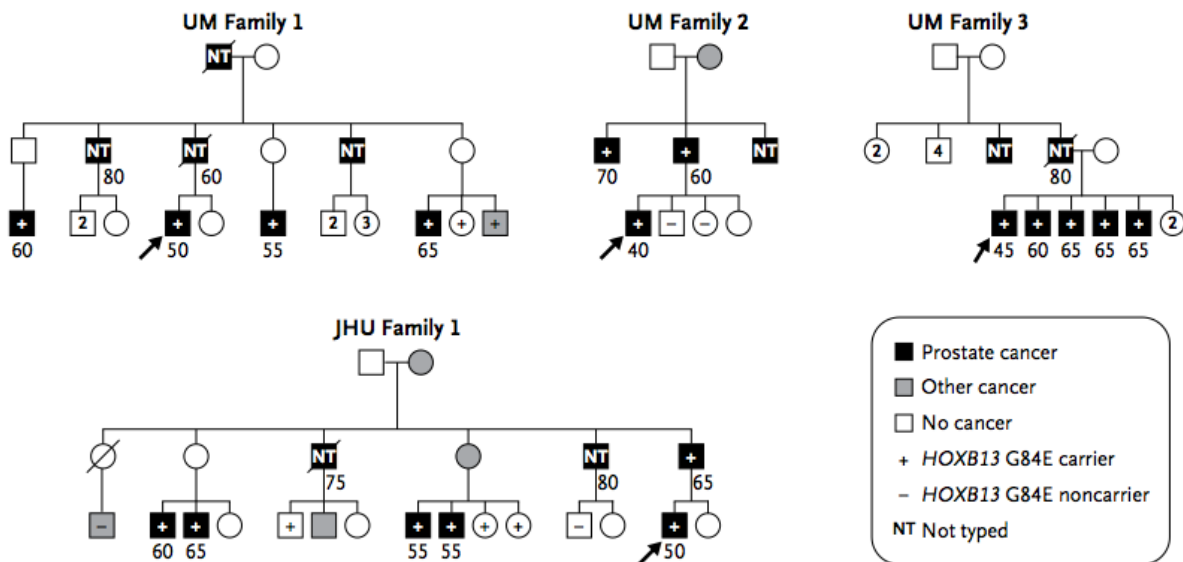 UM Family 1 UM Family 2 UM Family 3
NT
NT NT NT + + NT 2 4 NT NT
80 60 70 60 80
+ 2 + + 2 3 + + + + - - + + + + + 2
60 50 55 65 40 45 60 65 65 65
JHU Family 1
Prostate cancer
Other cancer
No cancer
+ HOXB13 G84E carrier
– HOXB13 G84E noncarrier
NT Not typed
NT NT +
75 80 65
- + + + + + + + - +
60 65 55 55 50